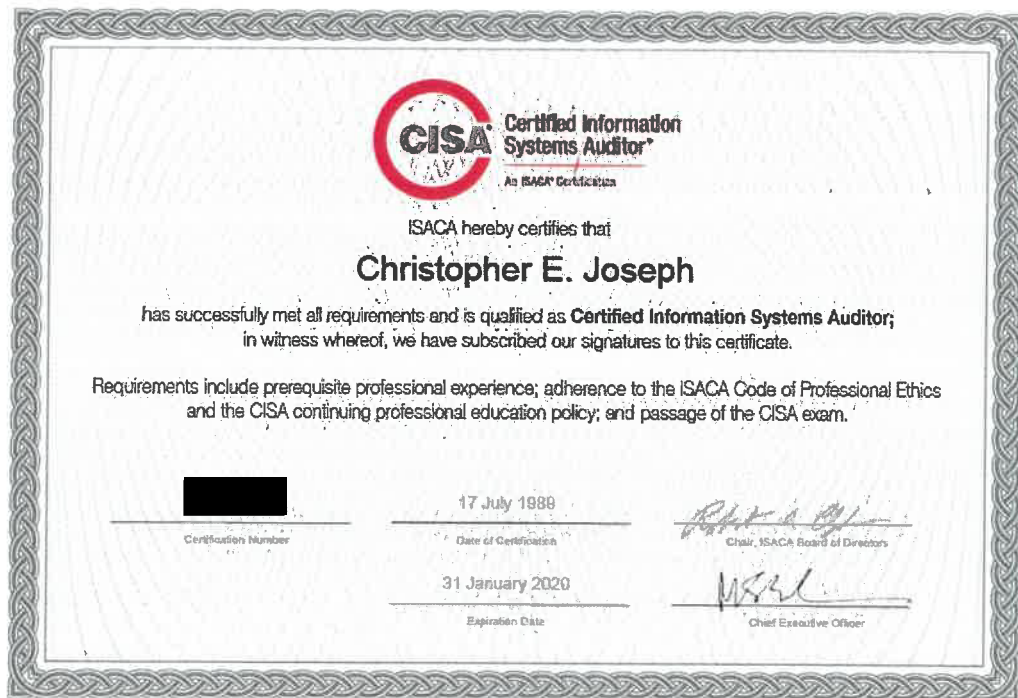 CISA
Certified Information
Systems Auditor®
An ISACA® Certification
ISACA hereby certifies that
Christopher E. Joseph
has successfully met all requirements and is qualified as Certified Information Systems Auditor;
in witness whereof, we have subscribed our signatures to this certificate.
Requirements include prerequisite professional experience; adherence to the ISACA Code of Professional Ethics
and the CISA continuing professional education policy; and passage of the CISA exam.
17 July 1989
Certification Number
Date of Certification
Chair, ISACA Board of Directors
31 January 2020
Expiration Date
Chief Executive Officer